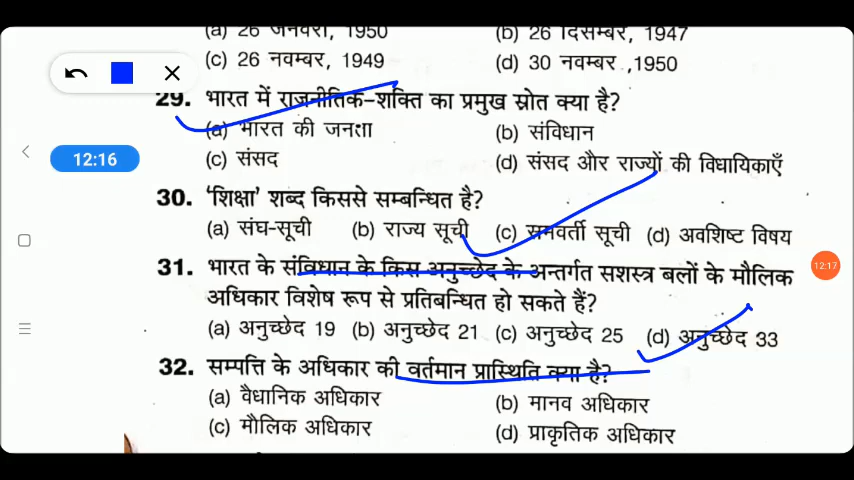 (a) 26 जनवरी, 1950 (b) 26 दिसम्बर, 1947
(c) 26 नवम्बर, 1949 (d) 30 नवम्बर ,1950
29. भारत में राजनीतिक-शक्ति का प्रमुख स्रोत क्या है?
(a) भारत की जनता (b) संविधान
12:16
(c) संसद (d) संसद और राज्यों की विधायिकाएँ
30. ‘शिक्षा’ शब्द किससे सम्बन्धित है?
(a) संघ-सूची (b) राज्य सूची (c) समवर्ती सूची (d) अवशिष्ट विषय
12:17
31. भारत के संविधान के किस अनुच्छेद के अन्तर्गत सशस्त्र बलों के मौलिक
अधिकार विशेष रूप से प्रतिबन्धित हो सकते हैं?
(a) अनुच्छेद 19 (b) अनुच्छेद 21 (c) अनुच्छेद 25 (d) अनुच्छेद 33
32. सम्पत्ति के अधिकार की वर्तमान प्रास्थिति क्या है?
(a) वैधानिक अधिकार (b) मानव अधिकार
(c) मौलिक अधिकार (d) प्राकृतिक अधिकार